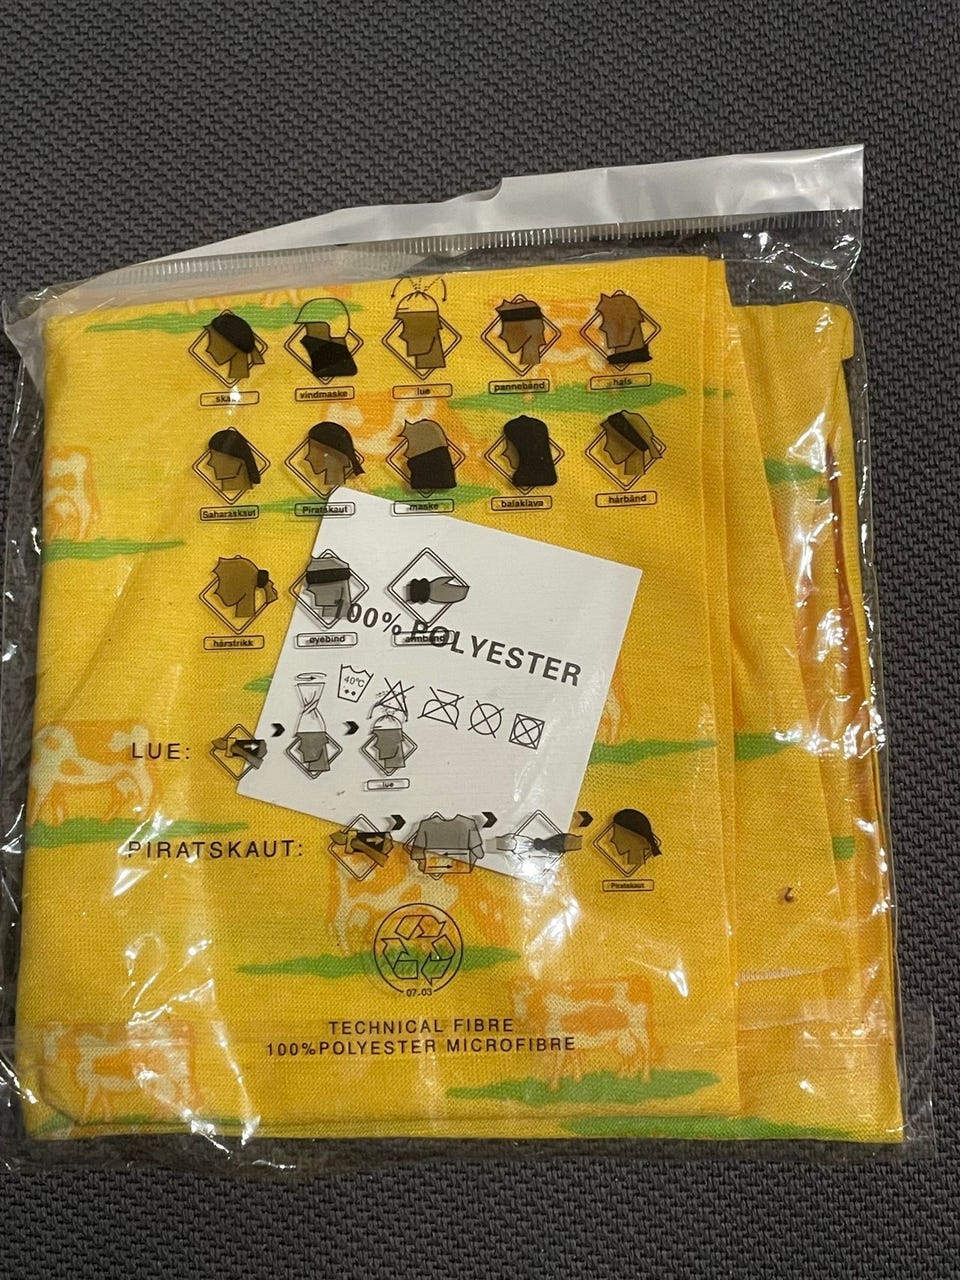 skaut vindmaske lue pannebånd hals
Saharaskaut Piratskaut maske balaklava hårbånd
hårstrikk øyebind armbånd
100% POLYESTER
40°C
LUE:
lue
PIRATSKAUT:
Piratskaut
07.03
TECHNICAL FIBRE
100%POLYESTER MICROFIBRE